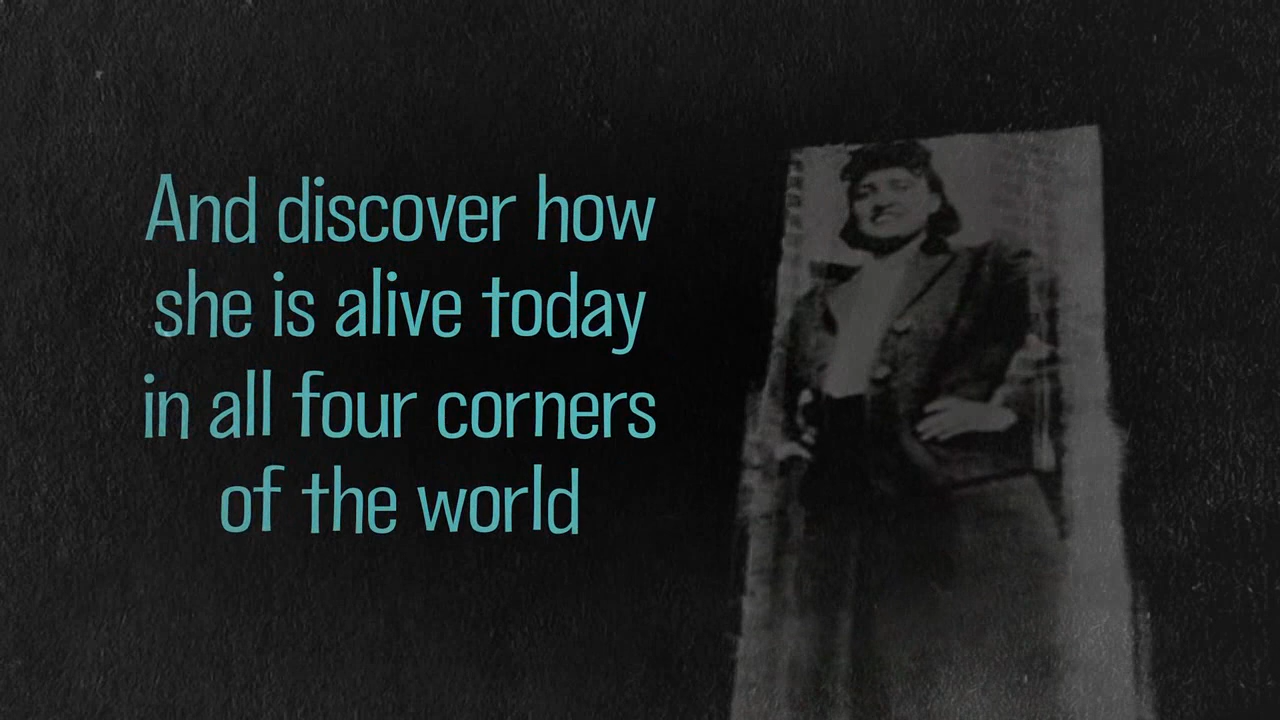 And discover how
she is alive today
in all four corners
of the world